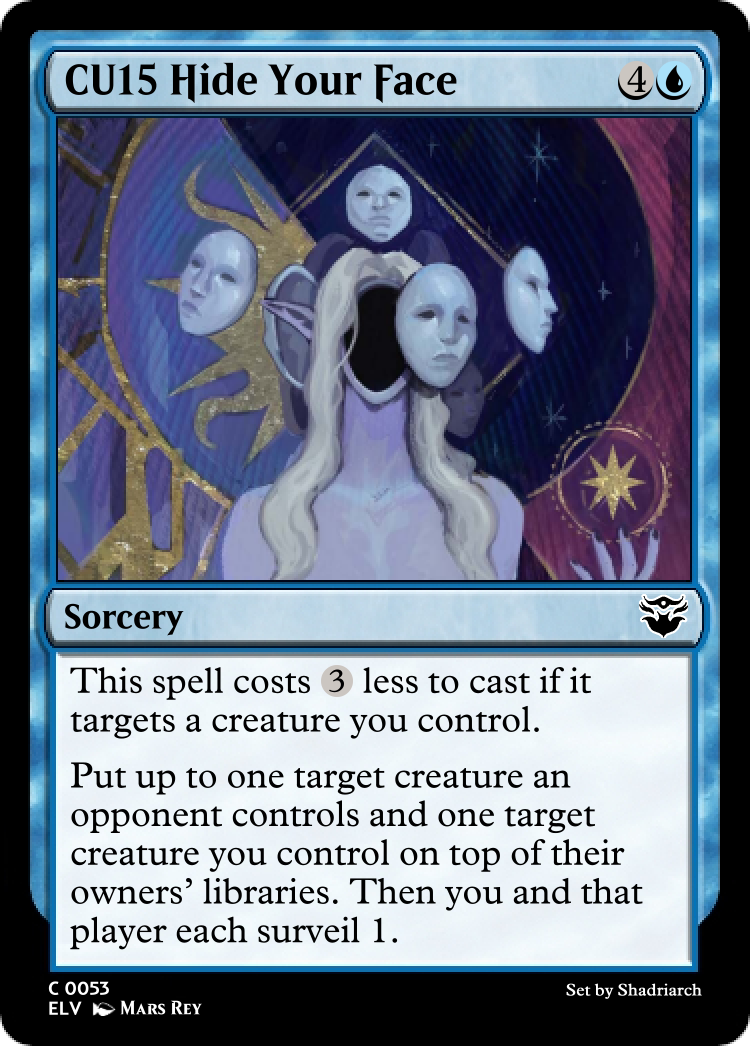 CU15 Hide Your Face 4
Sorcery
This spell costs 3 less to cast if it
targets a creature you control.
Put up to one target creature an
opponent controls and one target
creature you control on top of their
owners’ libraries. Then you and that
player each surveil 1.
C 0053
ELV Mars Rey
Set by Shadriarch